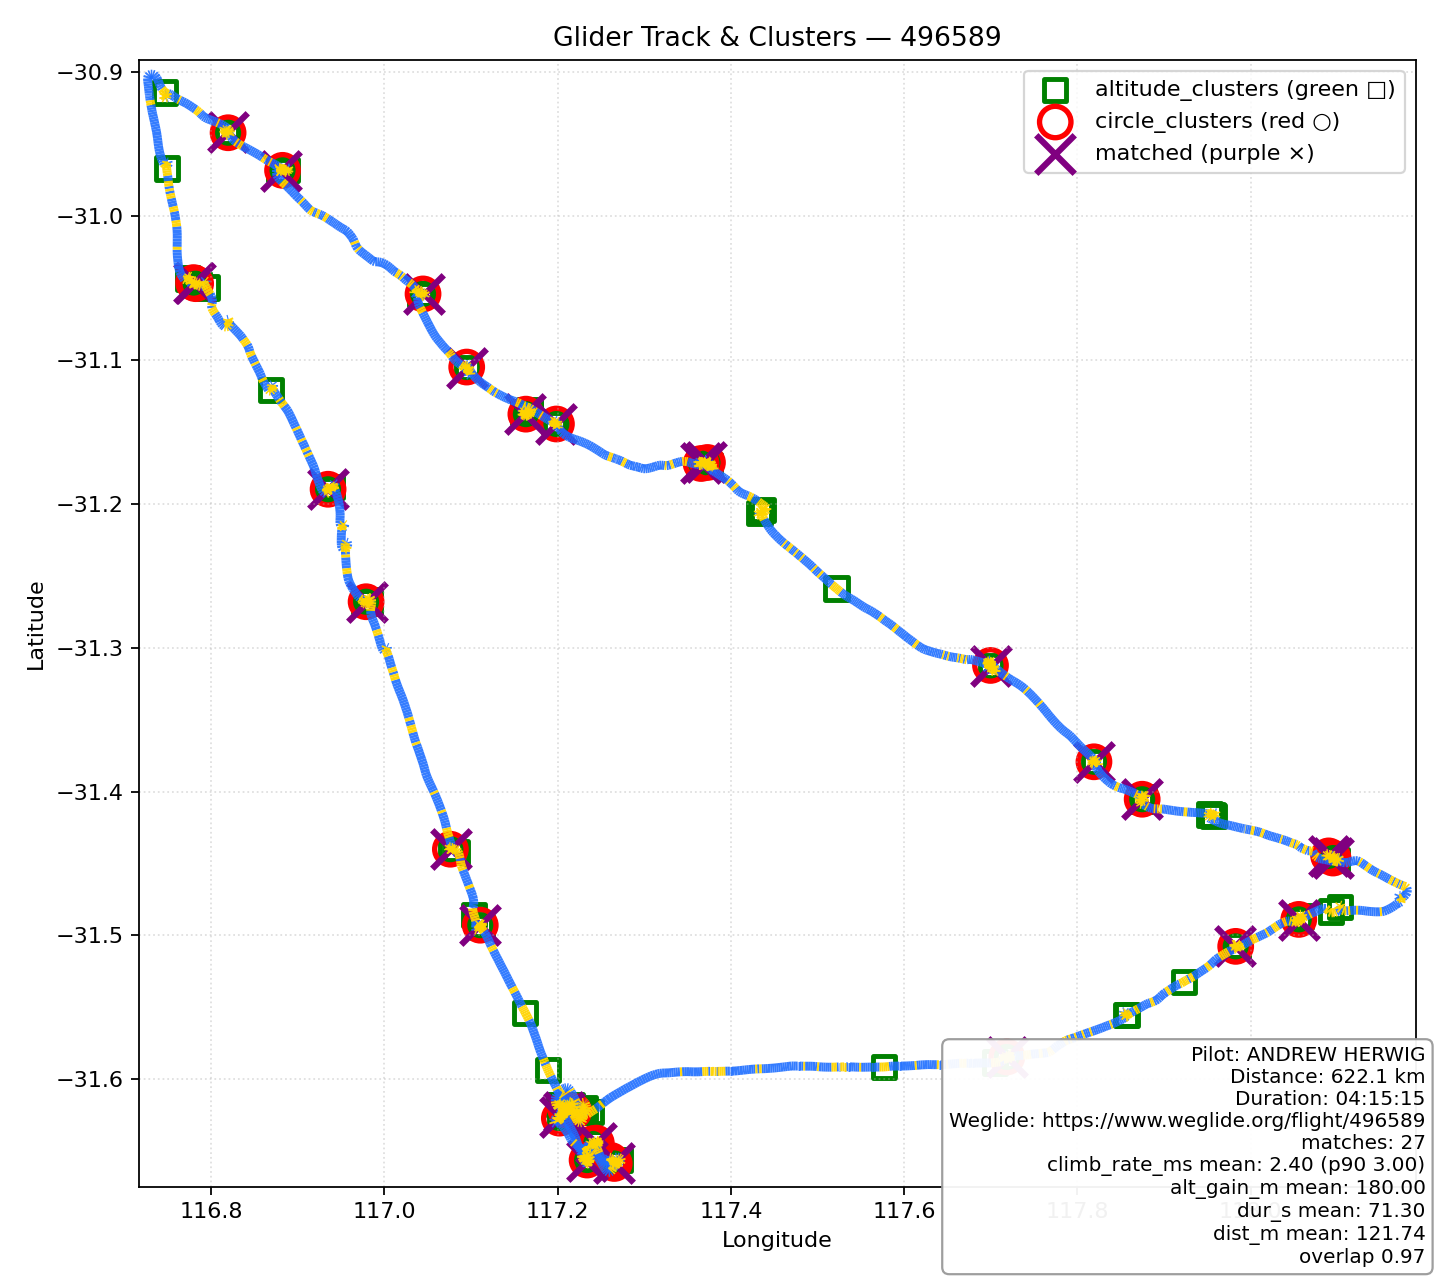 Glider Track & Clusters — 496589
altitude_clusters (green □)
circle_clusters (red ○)
matched (purple ×)
Latitude
−30.9
−31.0
−31.1
−31.2
−31.3
−31.4
−31.5
−31.6
116.8
117.0
117.2
117.4
117.6
117.8
Longitude
Pilot: ANDREW HERWIG
Distance: 622.1 km
Duration: 04:15:15
Weglide: https://www.weglide.org/flight/496589
matches: 27
climb_rate_ms mean: 2.40 (p90 3.00)
alt_gain_m mean: 180.00
dur_s mean: 71.30
dist_m mean: 121.74
overlap 0.97